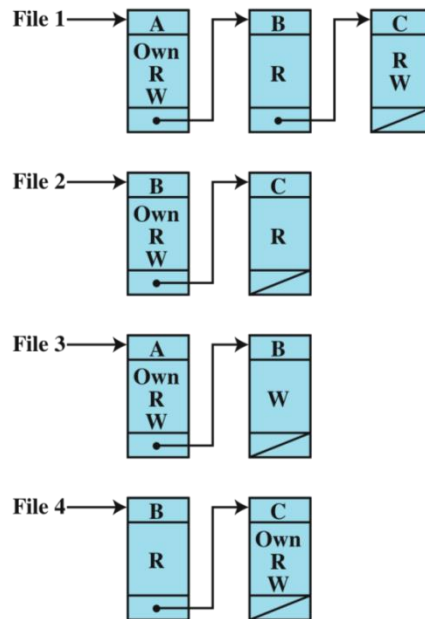 File 1 A B C
Own R R
R W
W
File 2 B C
Own R
R
W
File 3 A B
Own W
R
W
File 4 B C
R Own
R
W